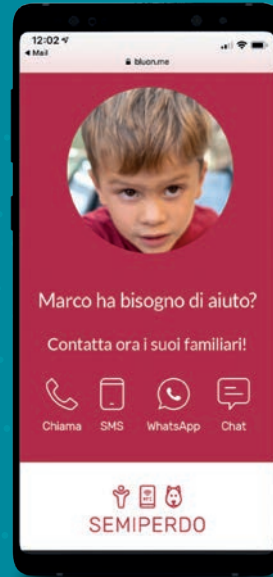 12:02
Mail
bluon.me
Marco ha bisogno di aiuto?
Contatta ora i suoi familiari!
Chiama SMS WhatsApp Chat
NFC
SEMIPERDO